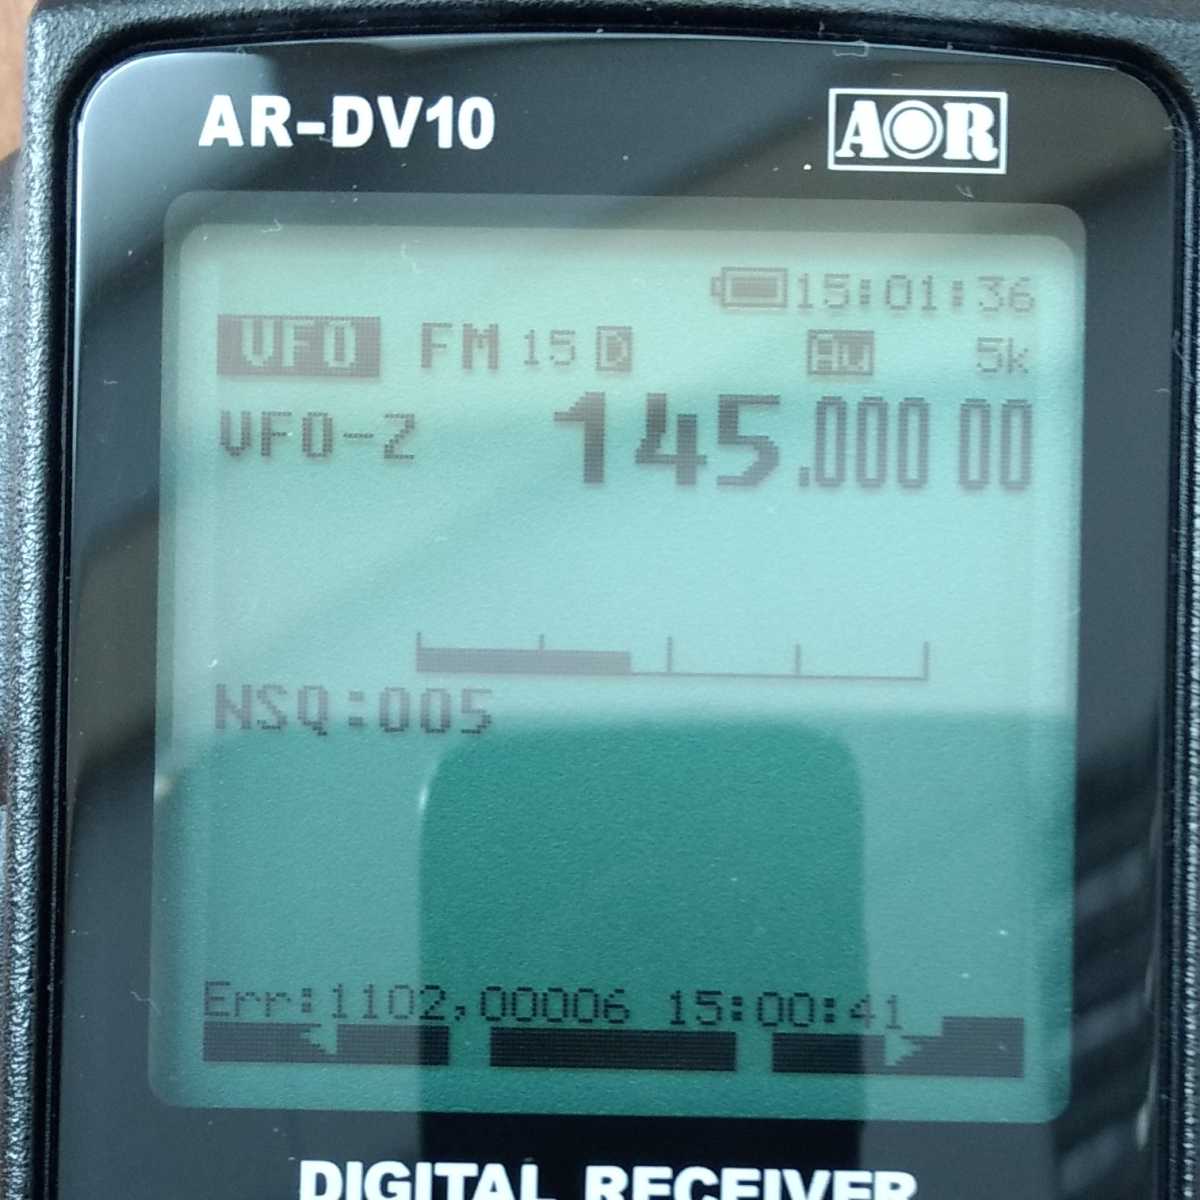 AR-DV10 AOR
15:01:36
VFO FM 15 D Au 5k
VFO-Z 145.000 00
NSQ:005
Err:1102,00006 15:00:41
DIGITAL RECEIVER